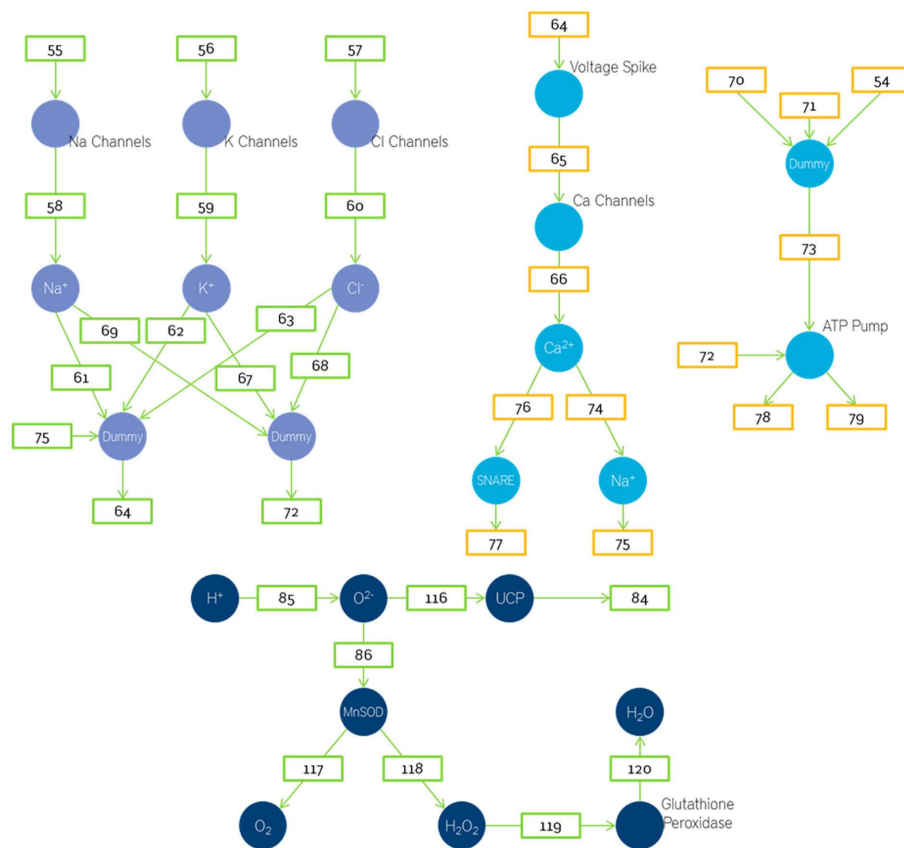 55
56
57
Na Channels
K Channels
Cl Channels
58
59
60
Na⁺
K⁺
Cl⁻
69
62
63
61
67
68
75
Dummy
Dummy
64
72
64
Voltage Spike
65
Ca Channels
66
Ca²⁺
76
74
SNARE
Na⁺
77
75
70
71
54
Dummy
73
ATP Pump
72
78
79
H⁺
85
O²⁻
116
UCP
84
86
MnSOD
117
118
O₂
H₂O₂
119
Glutathione
Peroxidase
120
H₂O